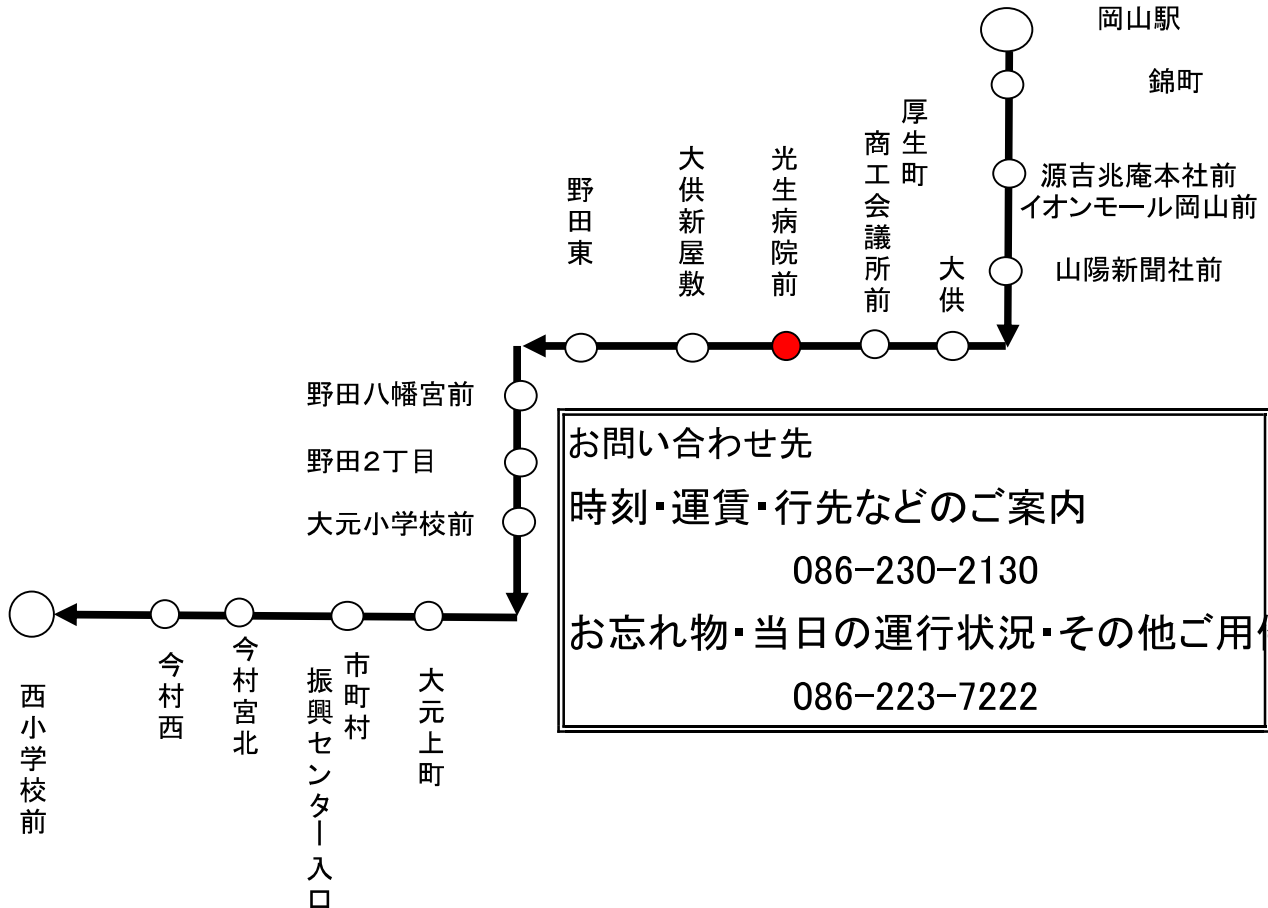 岡山駅
錦町
源吉兆庵本社前
イオンモール岡山前
山陽新聞社前
大供
厚生町
商工会議所前
光生病院前
大供新屋敷
野田東
野田八幡宮前
野田2丁目
大元小学校前
大元上町
市町村
振興センター入口
今村宮北
今村西
西小学校前
お問い合わせ先
時刻・運賃・行先などのご案内
086-230-2130
お忘れ物・当日の運行状況・その他ご用
086-223-7222